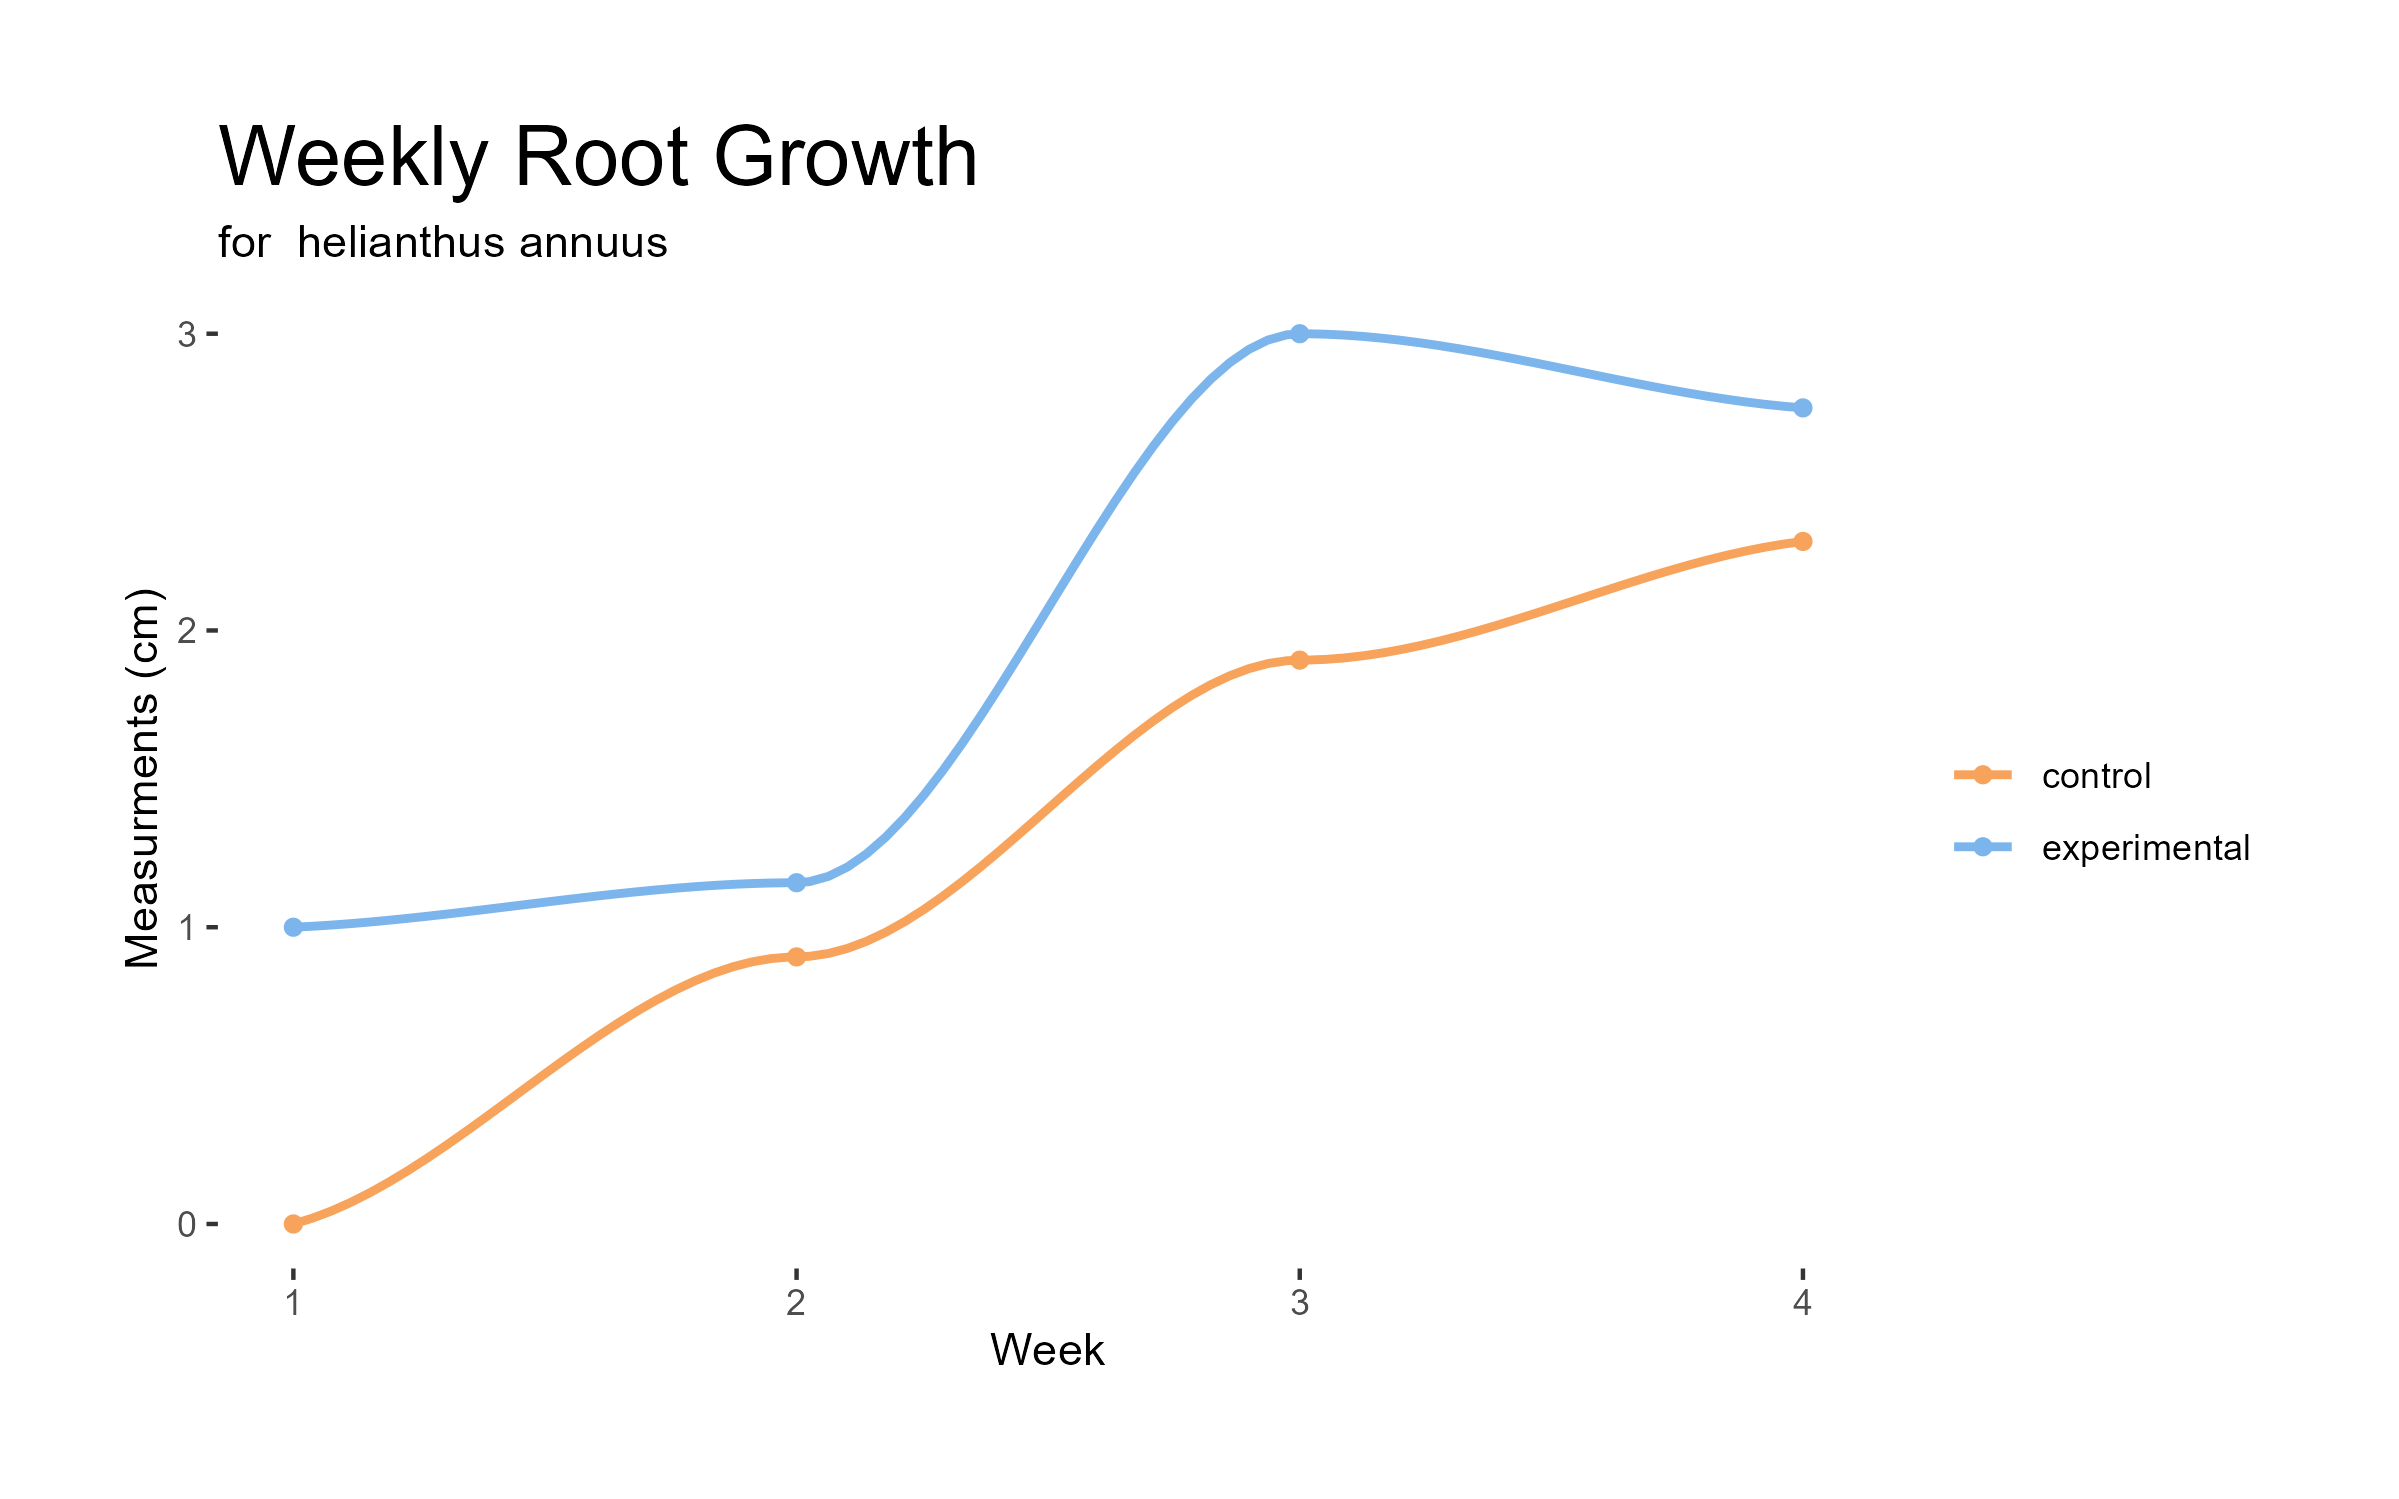 Weekly Root Growth
for  helianthus annuus
Measurments (cm)
3
2
1
0
1
2
3
4
Week
control
experimental